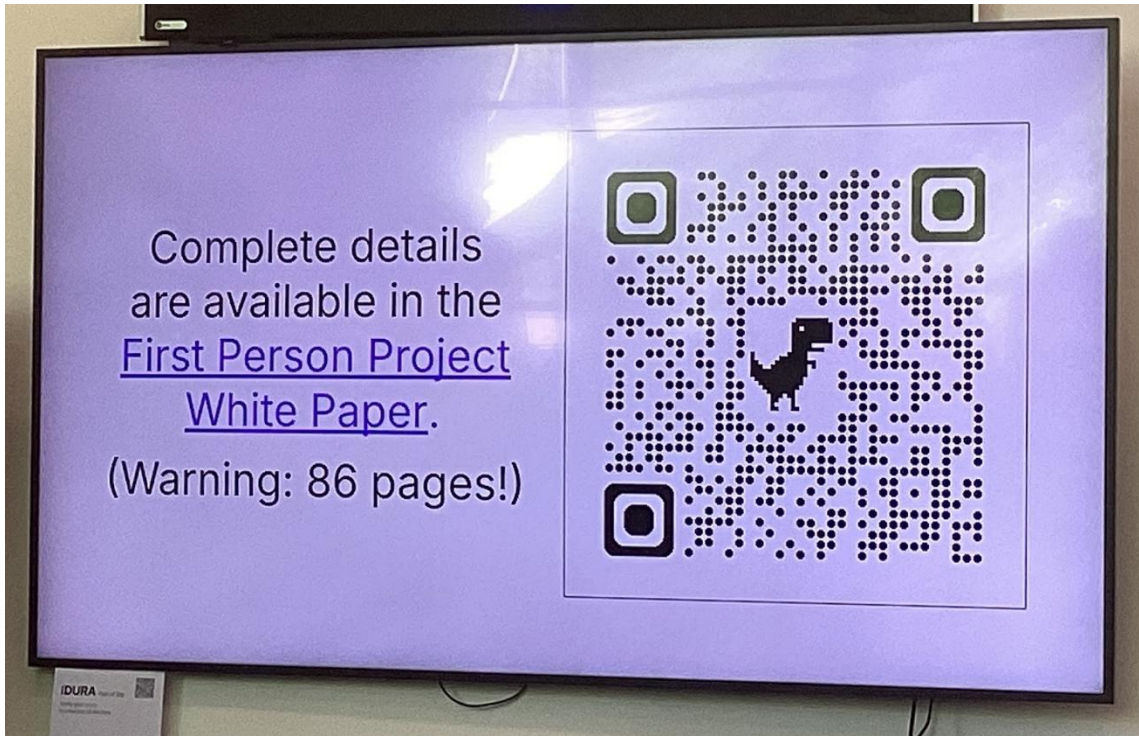 Complete details
are available in the
First Person Project
White Paper.
(Warning: 86 pages!)
IDURA